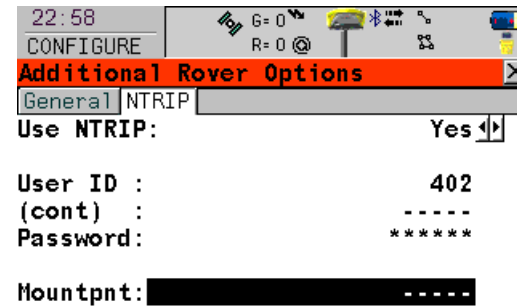 22:58 G= 0
CONFIGURE R= 0 @
Additional Rover Options X
General NTRIP
Use NTRIP: Yes
User ID : 402
(cont) : -----
Password: ******
Mountpnt: -----